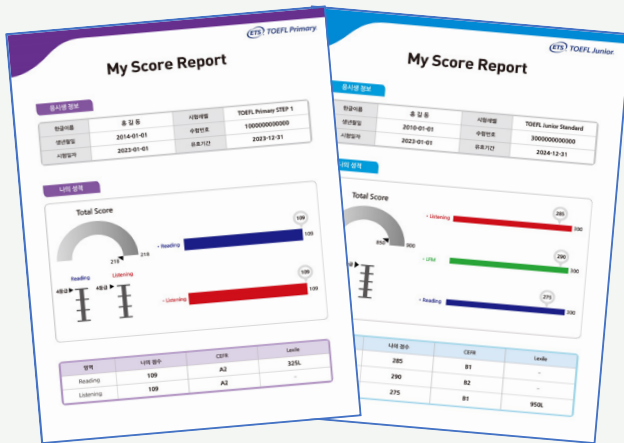 ETS TOEFL Primary
My Score Report
응시생 정보
한글이름 홍길동 시험레벨 TOEFL Primary STEP 1
생년월일 2014-01-01 수험번호 1000000000000
시험일자 2023-01-01 유효기간 2023-12-31
나의 성적
Total Score
218 218
Reading Listening
4등급 4등급
• Reading 109 109
• Listening 109 109
영역 나의 점수 CEFR Lexile
Reading 109 A2 325L
Listening 109 A2 -
ETS TOEFL Junior
My Score Report
응시생 정보
한글이름 홍길동 시험레벨 TOEFL Junior Standard
생년월일 2010-01-01 수험번호 3000000000000
시험일자 2023-01-01 유효기간 2024-12-31
나의 성적
Total Score
850 900
• Listening 285 300
• LFM 290 300
• Reading 275 300
나의 점수 CEFR Lexile
285 B1 -
290 B2 -
275 B1 950L